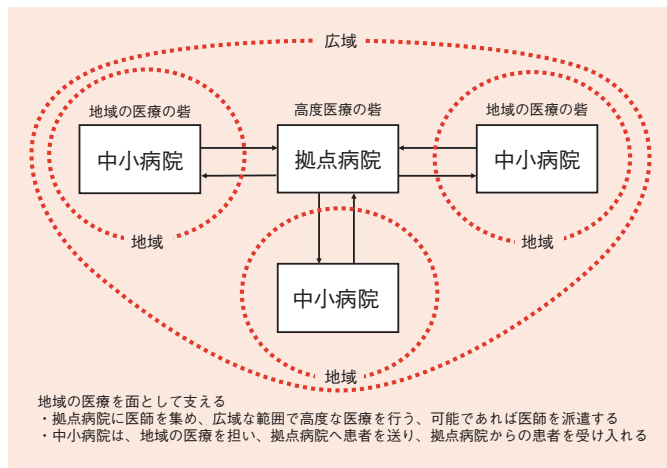 広域
地域の医療の砦
高度医療の砦
地域の医療の砦
中小病院
拠点病院
中小病院
地域
地域
中小病院
地域
地域の医療を面として支える
・拠点病院に医師を集め、広域な範囲で高度な医療を行う、可能であれば医師を派遣する
・中小病院は、地域の医療を担い、拠点病院へ患者を送り、拠点病院からの患者を受け入れる